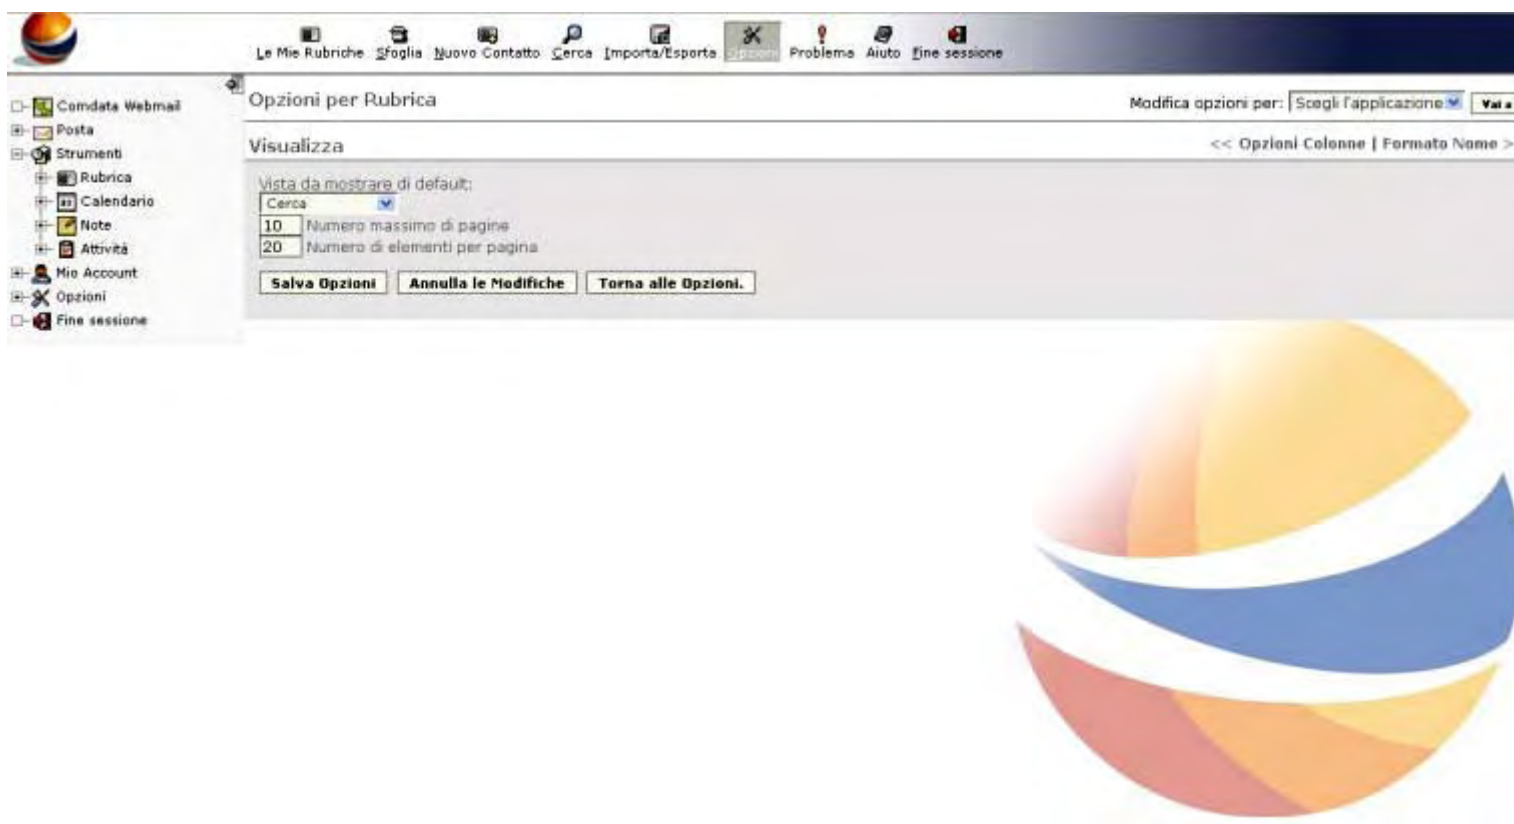 Le Mie Rubriche Sfoglia Nuovo Contatto Cerca Importa/Esporta Opzioni Problema Aiuto Fine sessione
Opzioni per Rubrica
Modifica opzioni per: Scegli l'applicazione Vai a
Visualizza
<< Opzioni Colonne | Formato Nome >
Comdata Webmail
Posta
Strumenti
Rubrica
Calendario
Note
Attività
Mio Account
Opzioni
Fine sessione
Vista da mostrare di default:
Cerca
10 Numero massimo di pagine
20 Numero di elementi per pagina
Salva Opzioni Annulla le Modifiche Torna alle Opzioni.